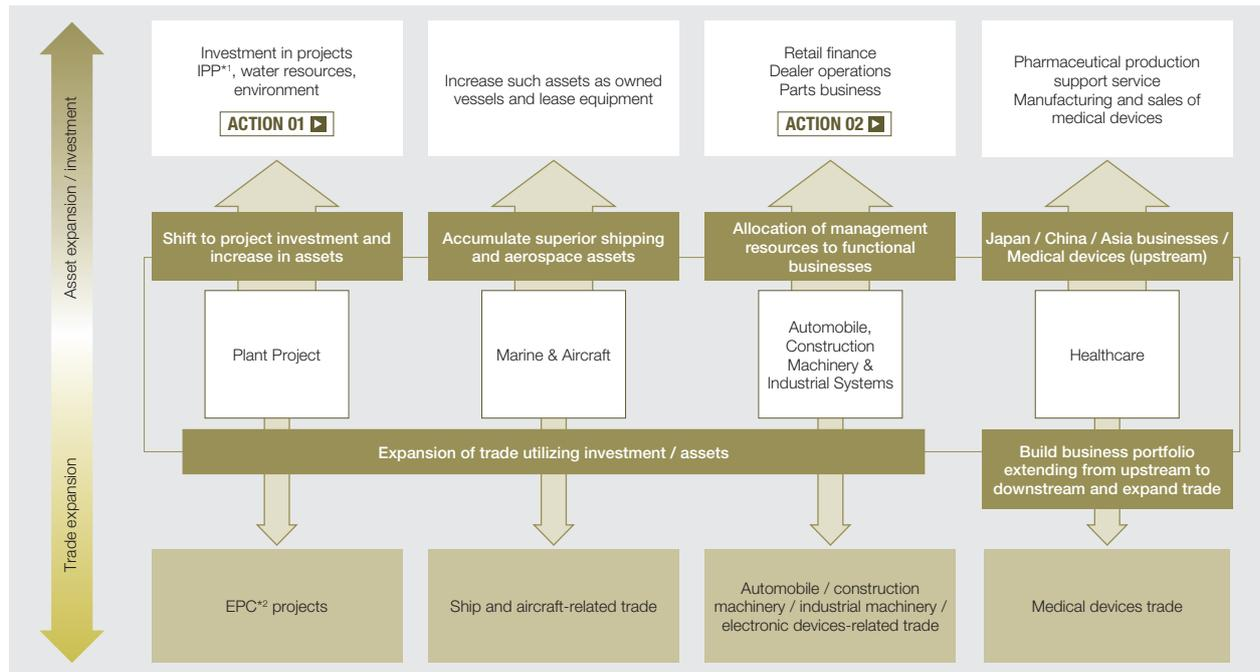 Asset expansion / investment
Trade expansion
Investment in projects
IPP*1, water resources,
environment
ACTION 01
Increase such assets as owned
vessels and lease equipment
Retail finance
Dealer operations
Parts business
ACTION 02
Pharmaceutical production
support service
Manufacturing and sales of
medical devices
Shift to project investment and
increase in assets
Accumulate superior shipping
and aerospace assets
Allocation of management
resources to functional
businesses
Japan / China / Asia businesses /
Medical devices (upstream)
Plant Project
Marine & Aircraft
Automobile,
Construction
Machinery &
Industrial Systems
Healthcare
Expansion of trade utilizing investment / assets
Build business portfolio
extending from upstream to
downstream and expand trade
EPC*2 projects
Ship and aircraft-related trade
Automobile / construction
machinery / industrial machinery /
electronic devices-related trade
Medical devices trade